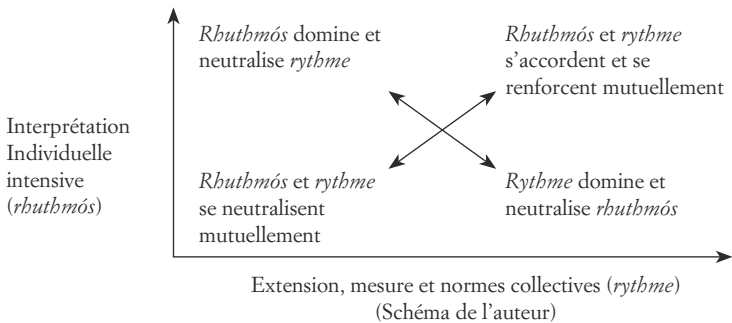 Rhuthmós domine et
neutralise rythme
Rhuthmós et rythme
s’accordent et se
renforcent mutuellement
Interprétation
Individuelle
intensive
(rhuthmós)
Rhuthmós et rythme
se neutralisent
mutuellement
Rythme domine et
neutralise rhuthmós
Extension, mesure et normes collectives (rythme)
(Schéma de l’auteur)